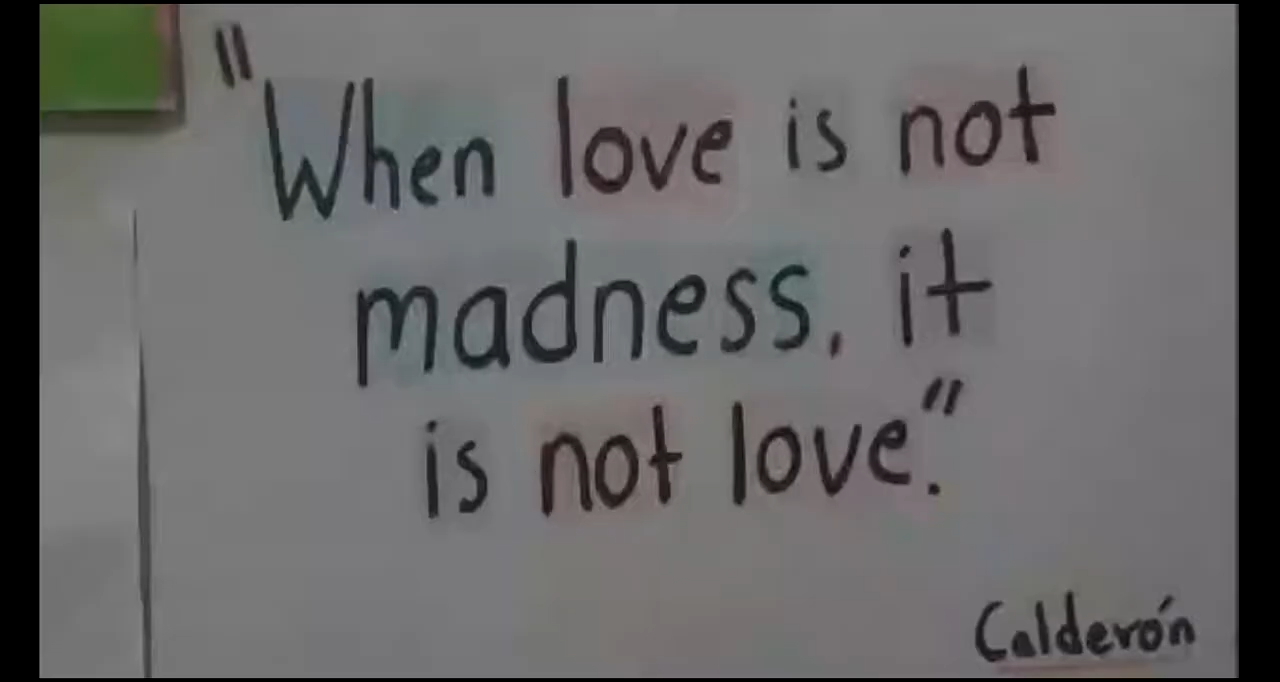 "When love is not
madness, it
is not love."
Calderón